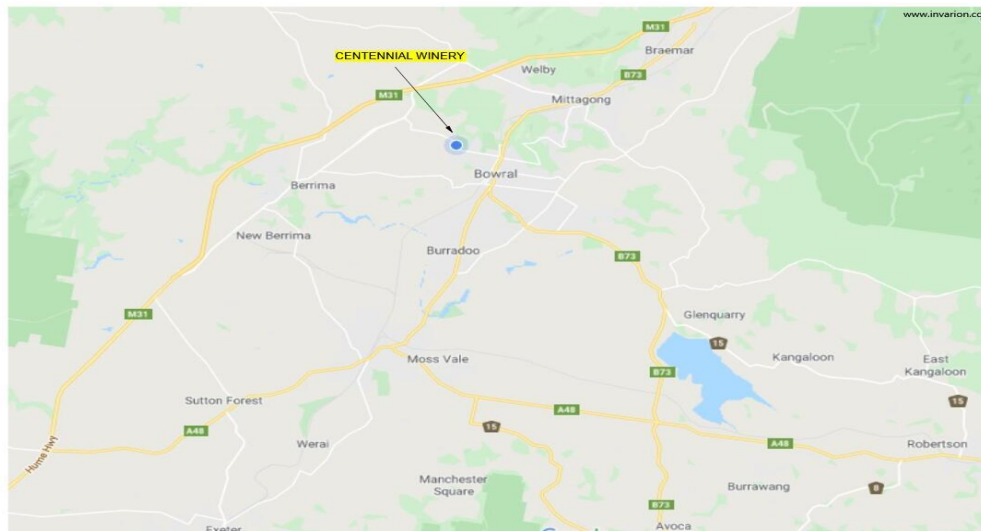 www.invarion.co
M31
Braemar
CENTENNIAL WINERY
Welby
B73
M31
Mittagong
Bowral
Berrima
New Berrima
Burradoo
B73
M31
Glenquarry
15
Moss Vale
Kangaloon
East
Kangaloon
B73
Sutton Forest
15
A48
A48
15
A48
Werai
Robertson
Hume Hwy
Manchester
Square
Burrawang
8
B73
Exeter
Avoca